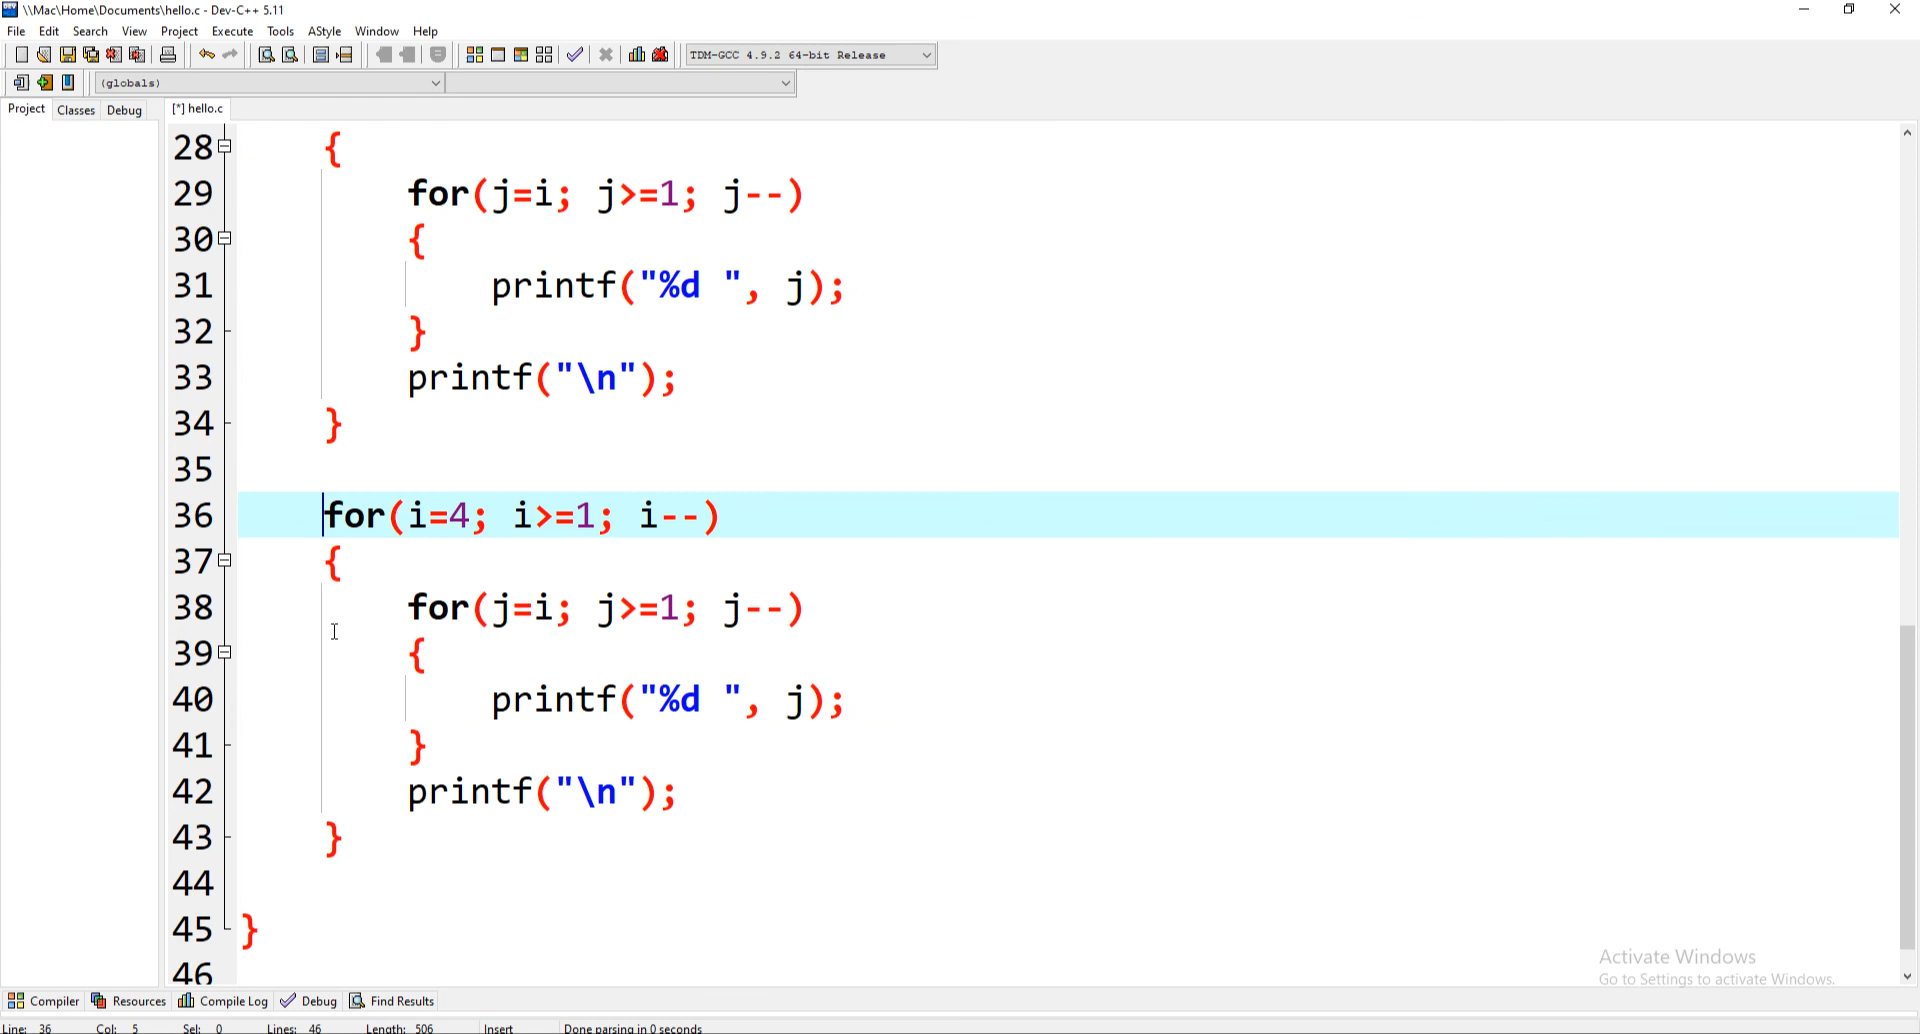 \\Mac\Home\Documents\hello.c - Dev-C++ 5.11
File Edit Search View Project Execute Tools AStyle Window Help
TDM-GCC 4.9.2 64-bit Release
(globals)
Project Classes Debug [*] hello.c
28 {
29 for(j=i; j>=1; j--)
30 {
31 printf("%d ", j);
32 }
33 printf("\n");
34 }
35
36 for(i=4; i>=1; i--)
37 {
38 for(j=i; j>=1; j--)
39 {
40 printf("%d ", j);
41 }
42 printf("\n");
43 }
44
45 }
46
Activate Windows
Go to Settings to activate Windows.
Compiler Resources Compile Log Debug Find Results
Line: 36 Col: 5 Sel: 0 Lines: 46 Length: 506 Insert Done parsing in 0 seconds